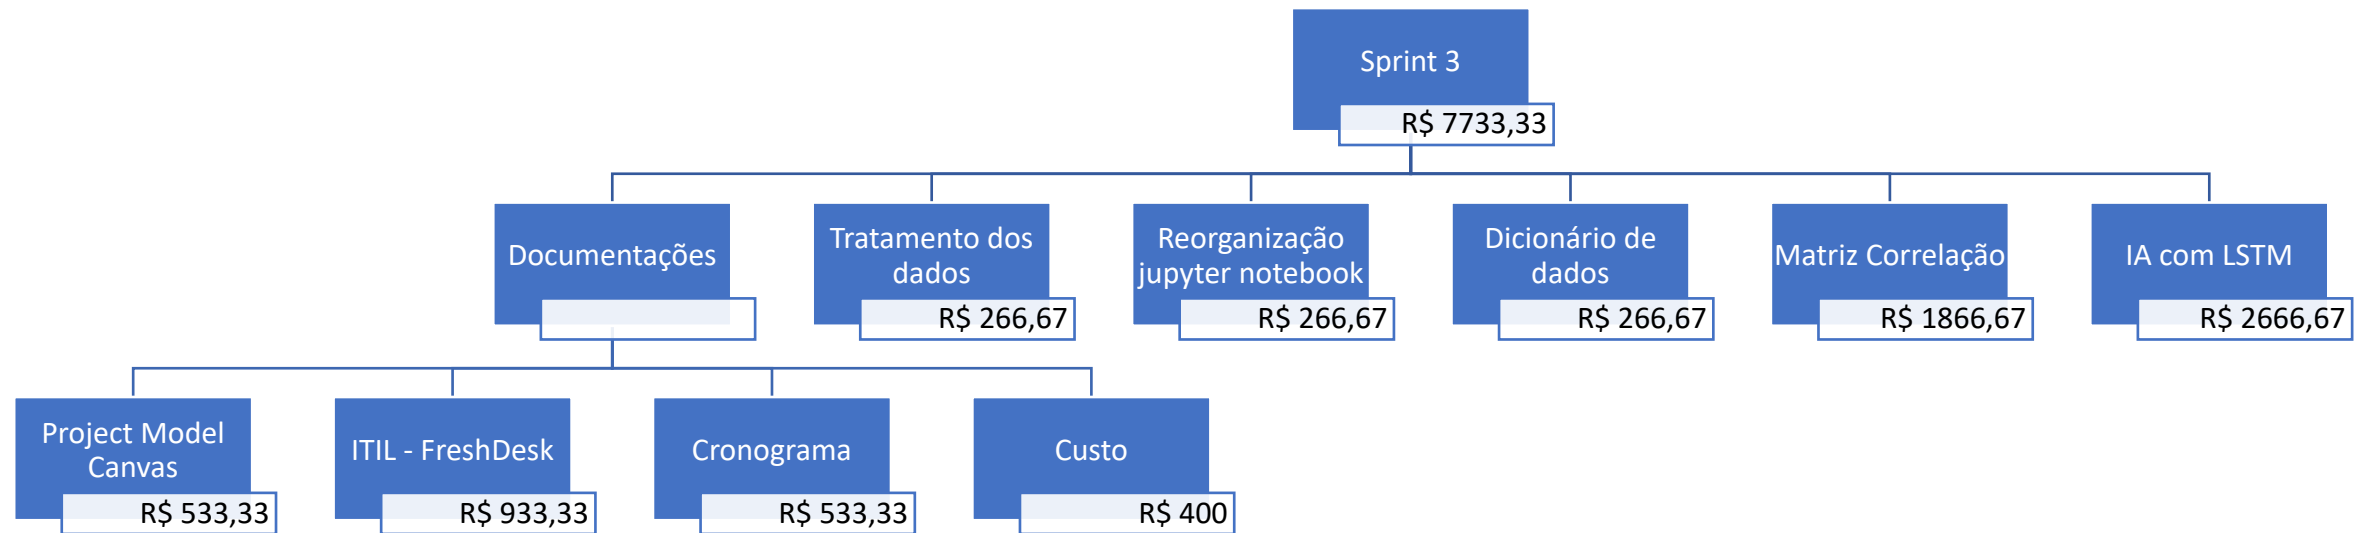 Sprint 3
R$ 7733,33
Documentações
Tratamento dos
dados
R$ 266,67
Reorganização
jupyter notebook
R$ 266,67
Dicionário de
dados
R$ 266,67
Matriz Correlação
R$ 1866,67
IA com LSTM
R$ 2666,67
Project Model
Canvas
R$ 533,33
ITIL - FreshDesk
R$ 933,33
Cronograma
R$ 533,33
Custo
R$ 400